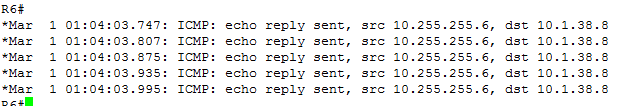 R6#
*Mar  1 01:04:03.747: ICMP: echo reply sent, src 10.255.255.6, dst 10.1.38.8
*Mar  1 01:04:03.807: ICMP: echo reply sent, src 10.255.255.6, dst 10.1.38.8
*Mar  1 01:04:03.875: ICMP: echo reply sent, src 10.255.255.6, dst 10.1.38.8
*Mar  1 01:04:03.935: ICMP: echo reply sent, src 10.255.255.6, dst 10.1.38.8
*Mar  1 01:04:03.995: ICMP: echo reply sent, src 10.255.255.6, dst 10.1.38.8
R6#